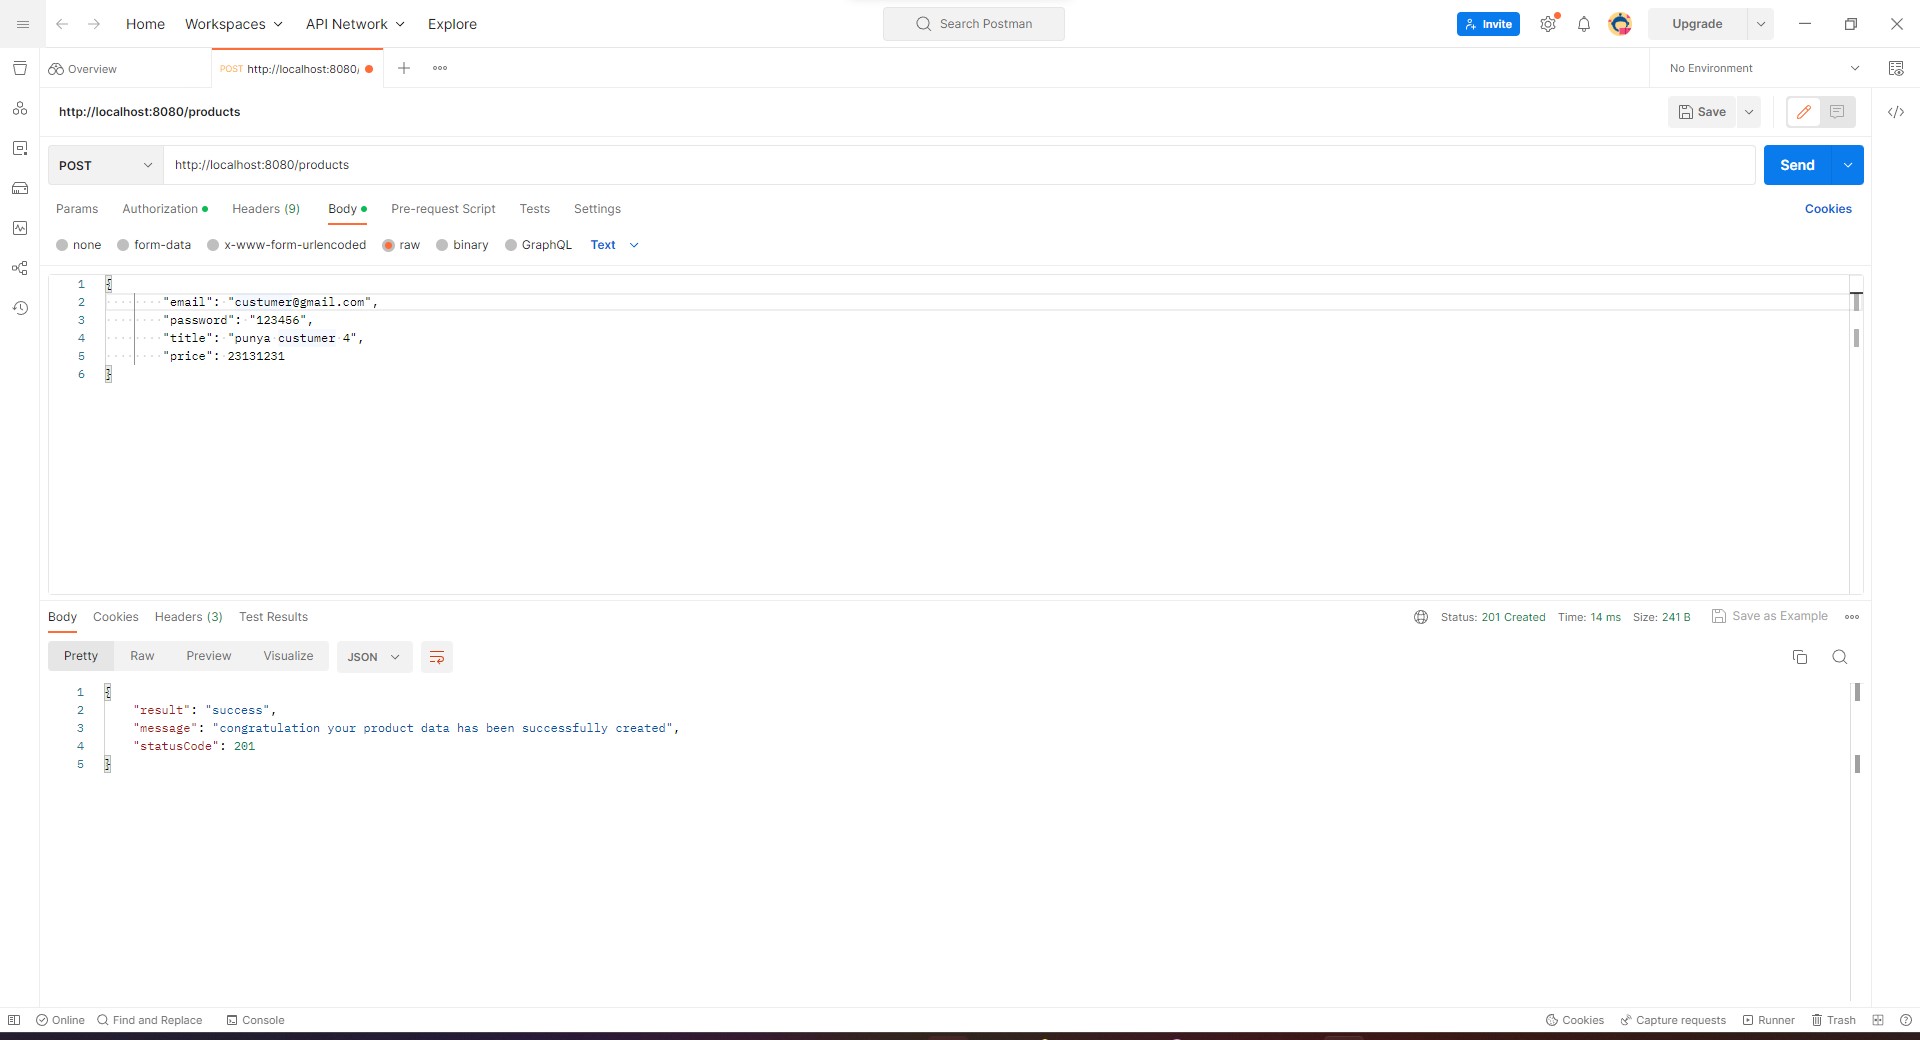 Home Workspaces API Network Explore Search Postman Invite Upgrade
Overview POST http://localhost:8080/ No Environment
http://localhost:8080/products Save
POST http://localhost:8080/products Send
Params Authorization Headers (9) Body Pre-request Script Tests Settings Cookies
none form-data x-www-form-urlencoded raw binary GraphQL Text
1 {
2 "email": "custumer@gmail.com",
3 "password": "123456",
4 "title": "punya custumer 4",
5 "price": 23131231
6 }
Body Cookies Headers (3) Test Results Status: 201 Created Time: 14 ms Size: 241 B Save as Example
Pretty Raw Preview Visualize JSON
1 {
2 "result": "success",
3 "message": "congratulation your product data has been successfully created",
4 "statusCode": 201
5 }
Online Find and Replace Console Cookies Capture requests Runner Trash